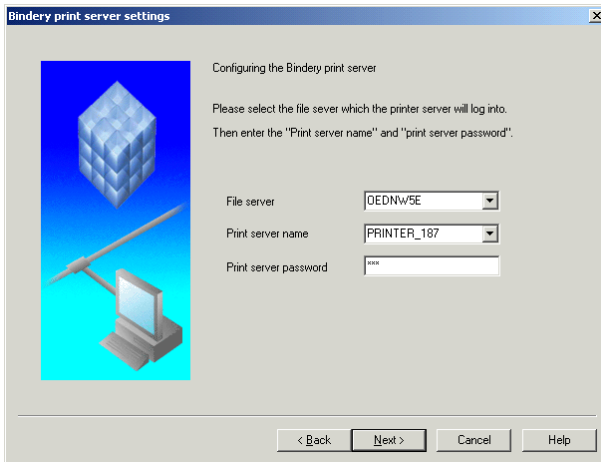 Bindery print server settings
Configuring the Bindery print server
Please select the file sever which the printer server will log into.
Then enter the "Print server name" and "print server password".
File server OEDNW5E
Print server name PRINTER_187
Print server password ***
< Back Next > Cancel Help